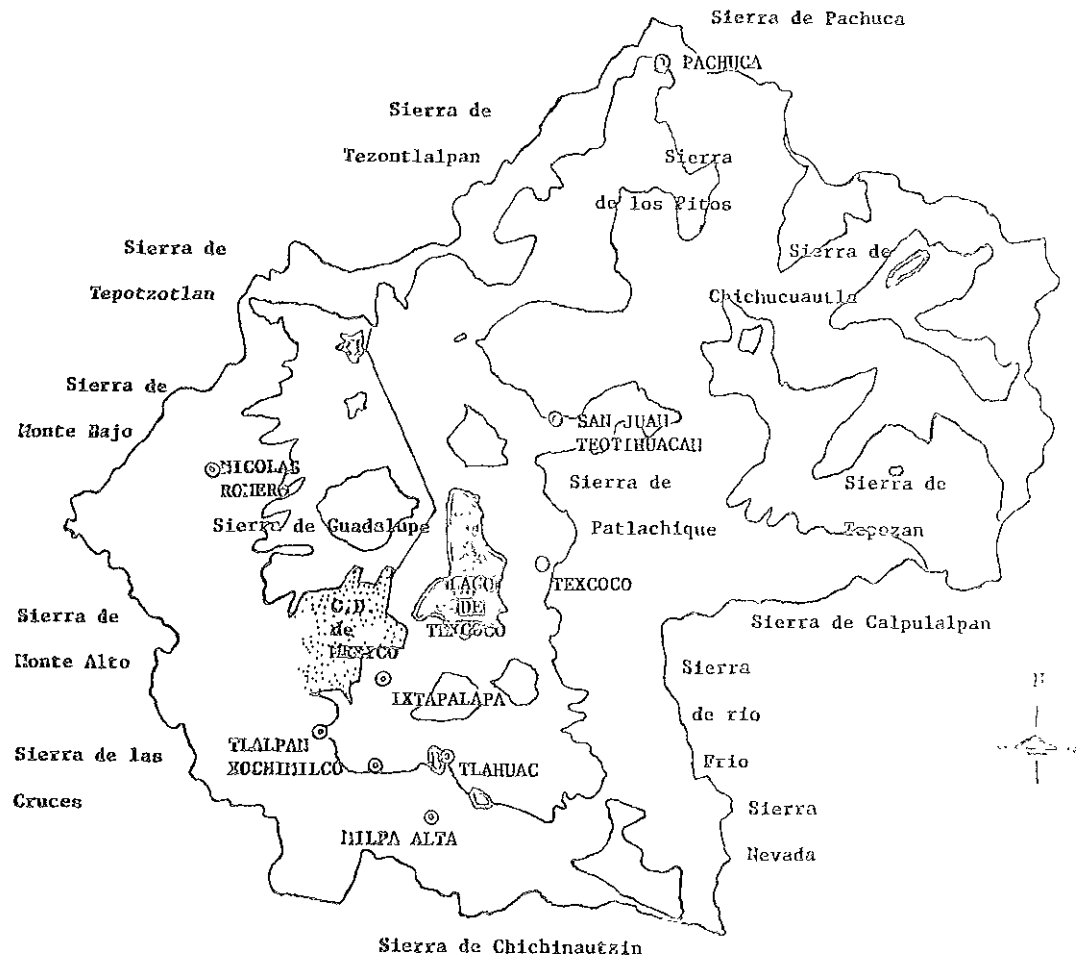 Sierra de Pachuca
PACHUCA
Sierra de
Tezontlalpan
Sierra
de los Pitos
Sierra de
Tepotzotlan
Sierra de
Chichucuautla
Sierra de
Monte Bajo
SAN JUAN
TEOTIHUACAN
NICOLAS
ROMERO
Sierra de
Patlachique
Sierra de
Tepozan
Sierra de Guadalupe
TEXCOCO
LAGO
DE
TEXCOCO
C.D.
de
MEXICO
Sierra de
Monte Alto
Sierra de Calpulalpan
Sierra
de río
Frio
IXTAPALAPA
N
TLALPAN
XOCHIMILCO
TLAHUAC
Sierra de las
Cruces
Sierra
Nevada
MILPA ALTA
Sierra de Chichinautzin